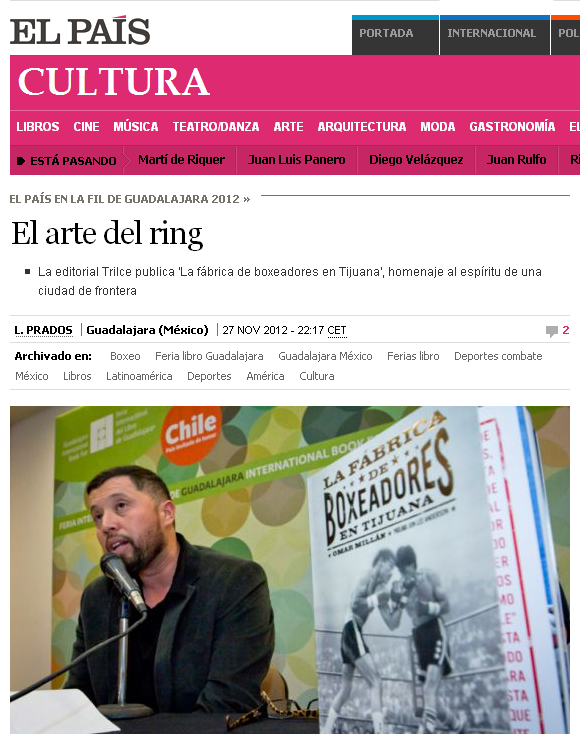 EL PAÍS
PORTADA
INTERNACIONAL
POL
CULTURA
LIBROS CINE MÚSICA TEATRO/DANZA ARTE ARQUITECTURA MODA GASTRONOMÍA EL
ESTÁ PASANDO Martí de Riquer Juan Luis Panero Diego Velázquez Juan Rulfo Ri
EL PAÍS EN LA FIL DE GUADALAJARA 2012 »
El arte del ring
La editorial Trilce publica 'La fábrica de boxeadores en Tijuana', homenaje al espíritu de una
ciudad de frontera
L. PRADOS Guadalajara (México) 27 NOV 2012 - 22:17 CET 2
Archivado en: Boxeo Feria libro Guadalajara Guadalajara México Ferias libro Deportes combate
México Libros Latinoamérica Deportes América Cultura
Chile
DE GUADALAJARA INTERNATIONAL BOOK
LA FÁBRICA
DE
BOXEADORES
EN TIJUANA
OMAR MILLÁN